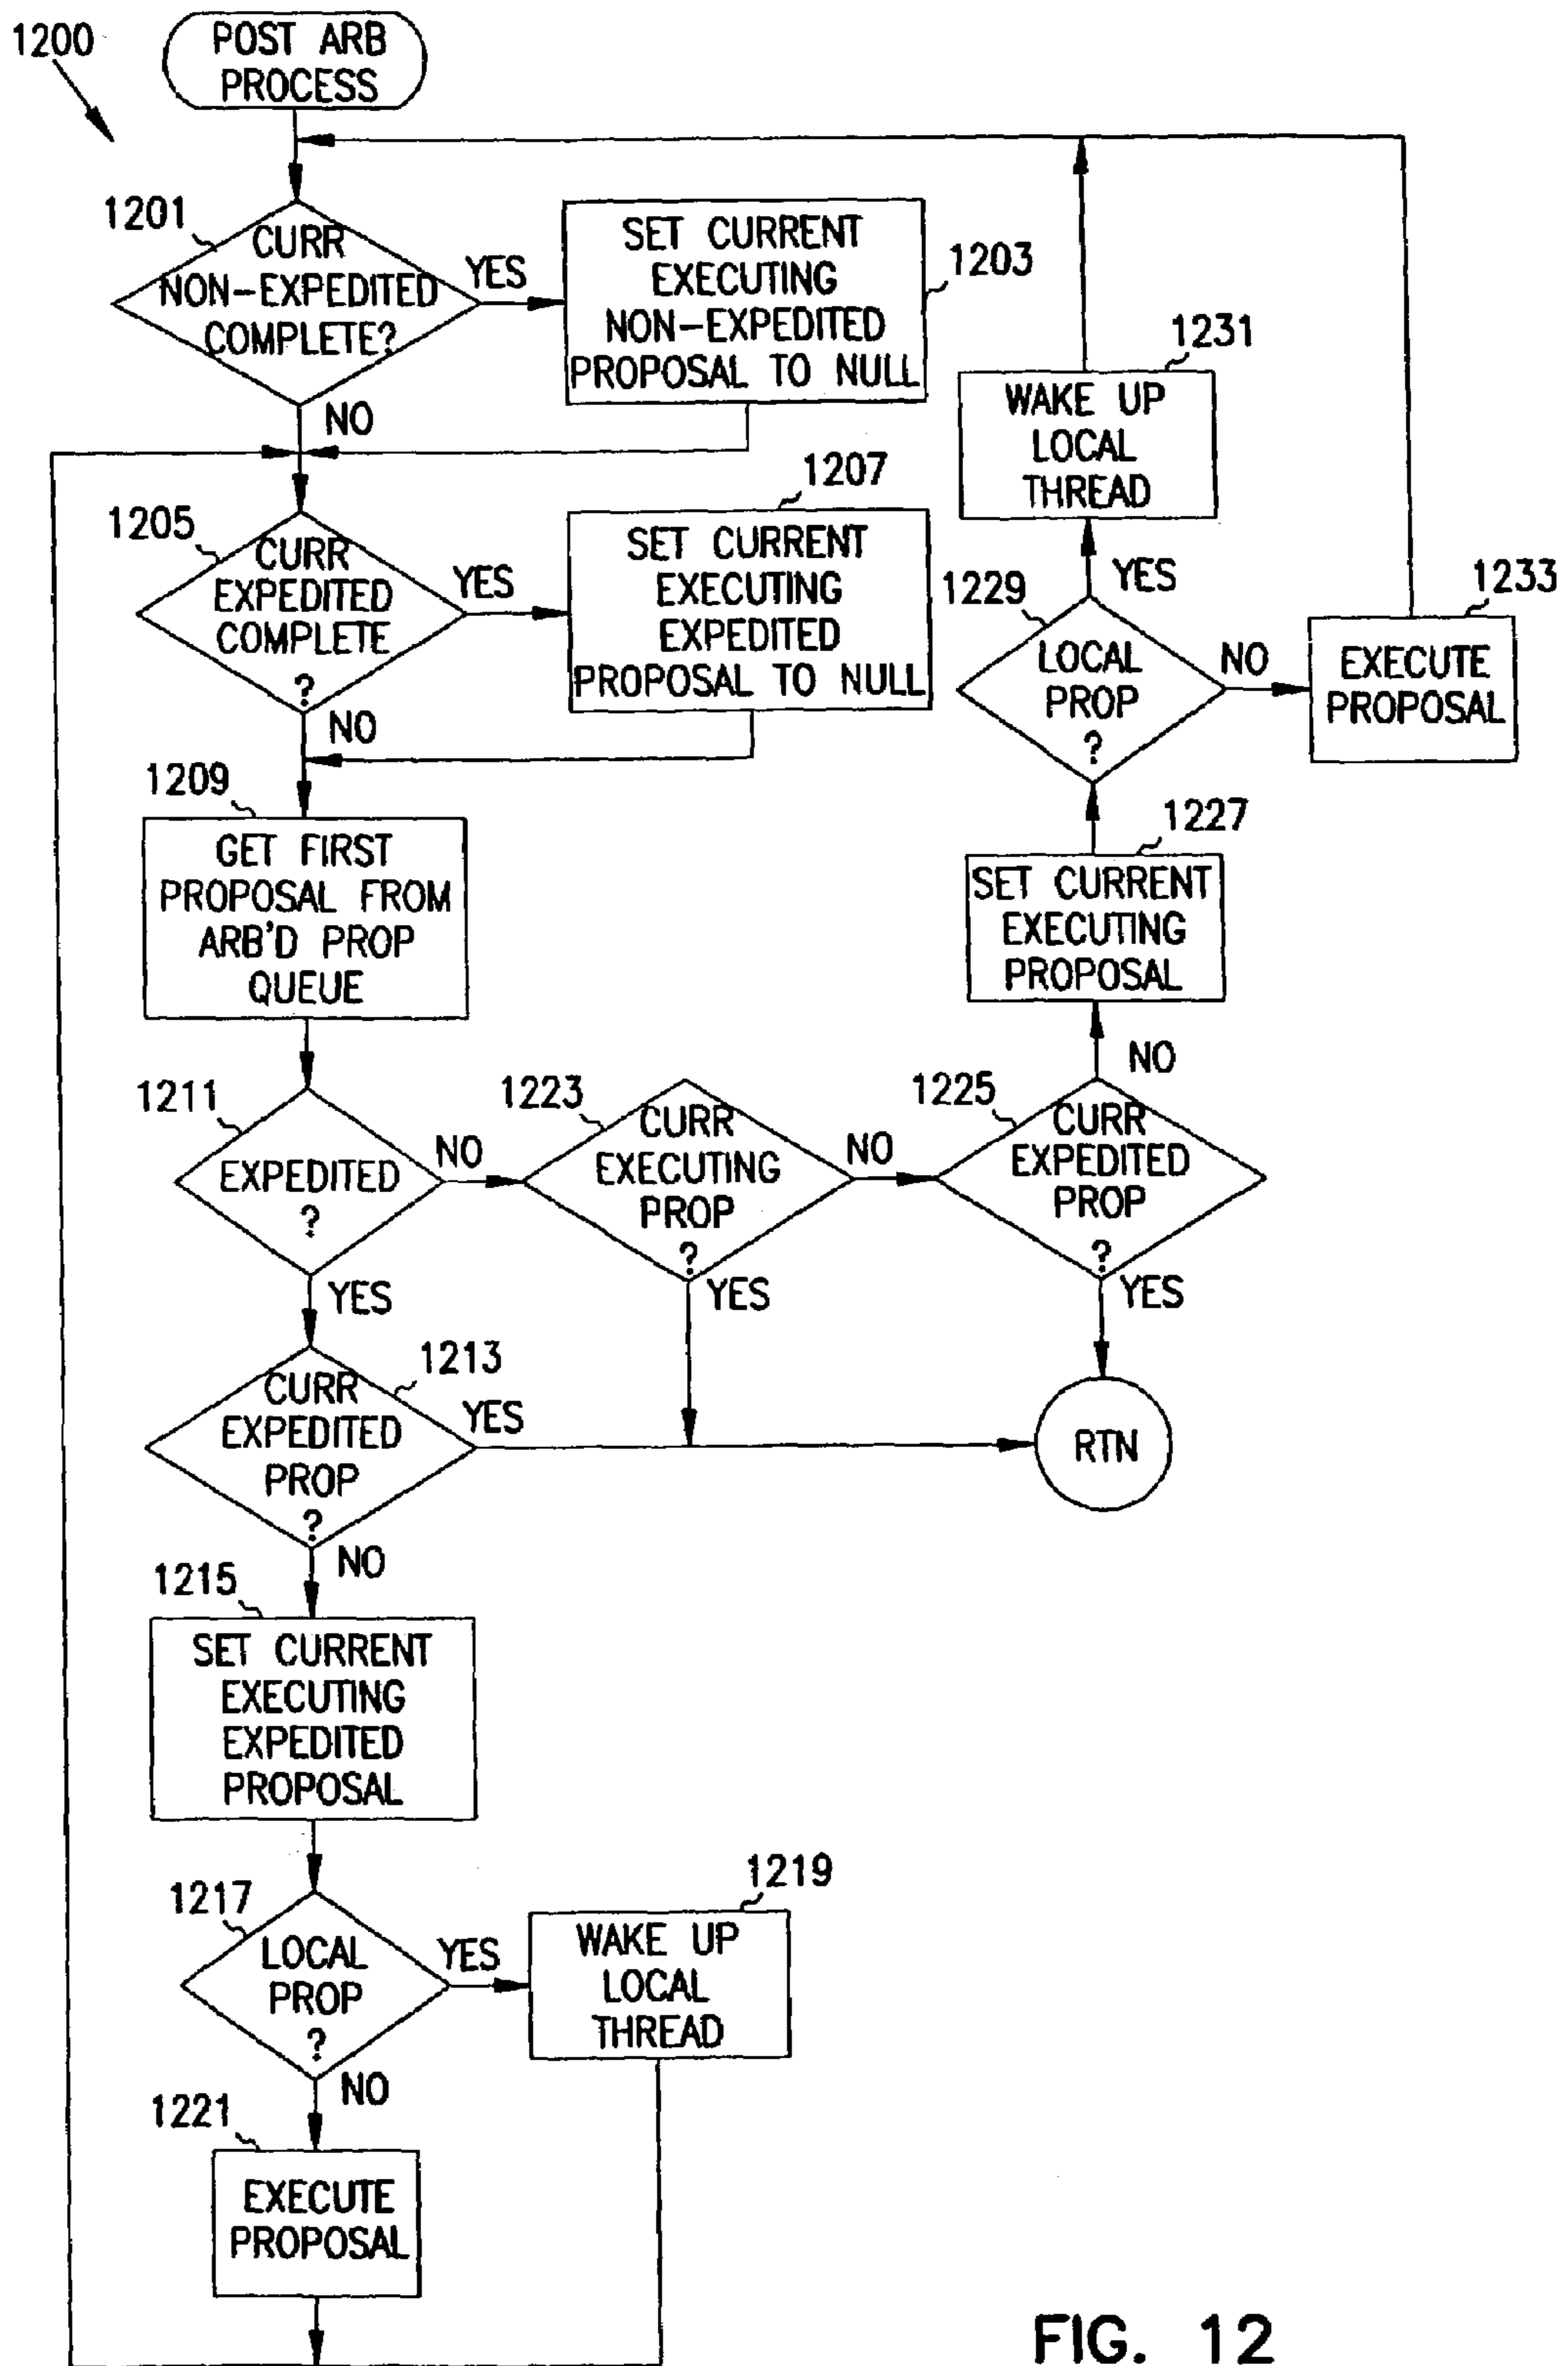 1200
POST ARB
PROCESS
1201
CURR
NON-EXPEDITED
COMPLETE?
YES
SET CURRENT
EXECUTING
NON-EXPEDITED
PROPOSAL TO NULL
1203
NO
1205
CURR
EXPEDITED
COMPLETE
?
YES
1207
SET CURRENT
EXECUTING
EXPEDITED
PROPOSAL TO NULL
NO
1231
WAKE UP
LOCAL
THREAD
YES
1229
LOCAL
PROP
?
NO
1233
EXECUTE
PROPOSAL
1209
GET FIRST
PROPOSAL FROM
ARB'D PROP
QUEUE
1227
SET CURRENT
EXECUTING
PROPOSAL
NO
1211
EXPEDITED
?
NO
1223
CURR
EXECUTING
PROP
?
NO
1225
CURR
EXPEDITED
PROP
?
YES
YES
YES
1213
CURR
EXPEDITED
PROP
?
YES
RTN
NO
1215
SET CURRENT
EXECUTING
EXPEDITED
PROPOSAL
1217
LOCAL
PROP
?
YES
1219
WAKE UP
LOCAL
THREAD
NO
1221
EXECUTE
PROPOSAL
FIG. 12